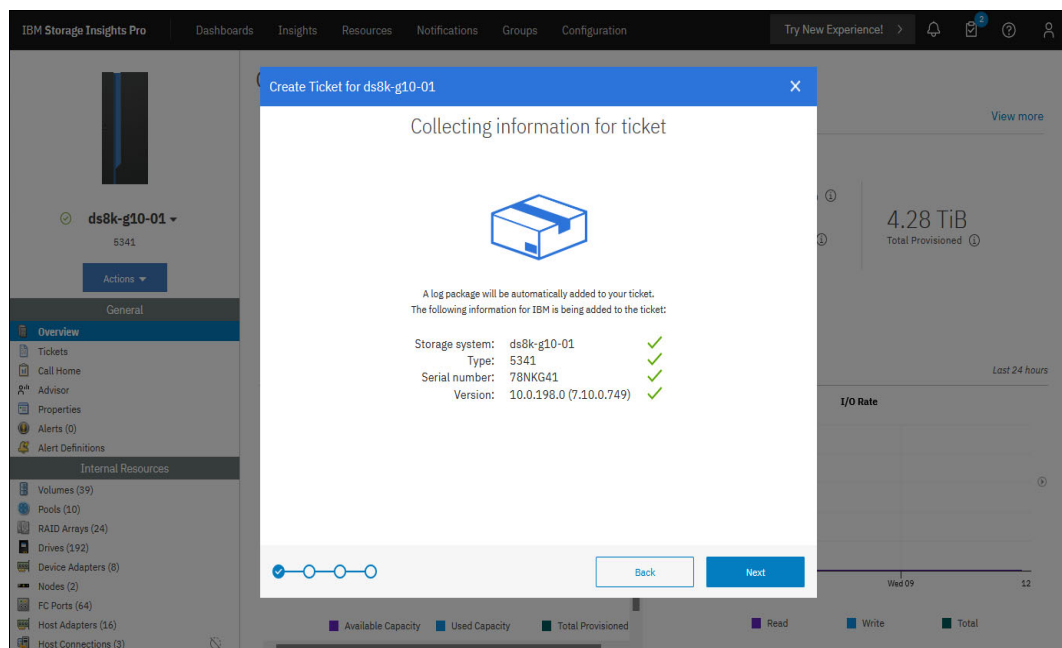 IBM Storage Insights Pro Dashboards Insights Resources Notifications Groups Configuration Try New Experience! 2
Create Ticket for ds8k-g10-01
Collecting information for ticket
View more
ds8k-g10-01
5341
Actions
4.28 TiB
Total Provisioned
A log package will be automatically added to your ticket.
The following information for IBM is being added to the ticket:
Storage system: ds8k-g10-01
Type: 5341
Serial number: 78NKG41
Version: 10.0.198.0 (7.10.0.749)
General
Overview
Tickets
Call Home
Advisor
Properties
Alerts (0)
Alert Definitions
Internal Resources
Volumes (39)
Pools (10)
RAID Arrays (24)
Drives (192)
Device Adapters (8)
Nodes (2)
FC Ports (64)
Host Adapters (16)
Host Connections (3)
Last 24 hours
I/O Rate
Back
Next
Wed 09 12
Available Capacity Used Capacity Total Provisioned
Read Write Total